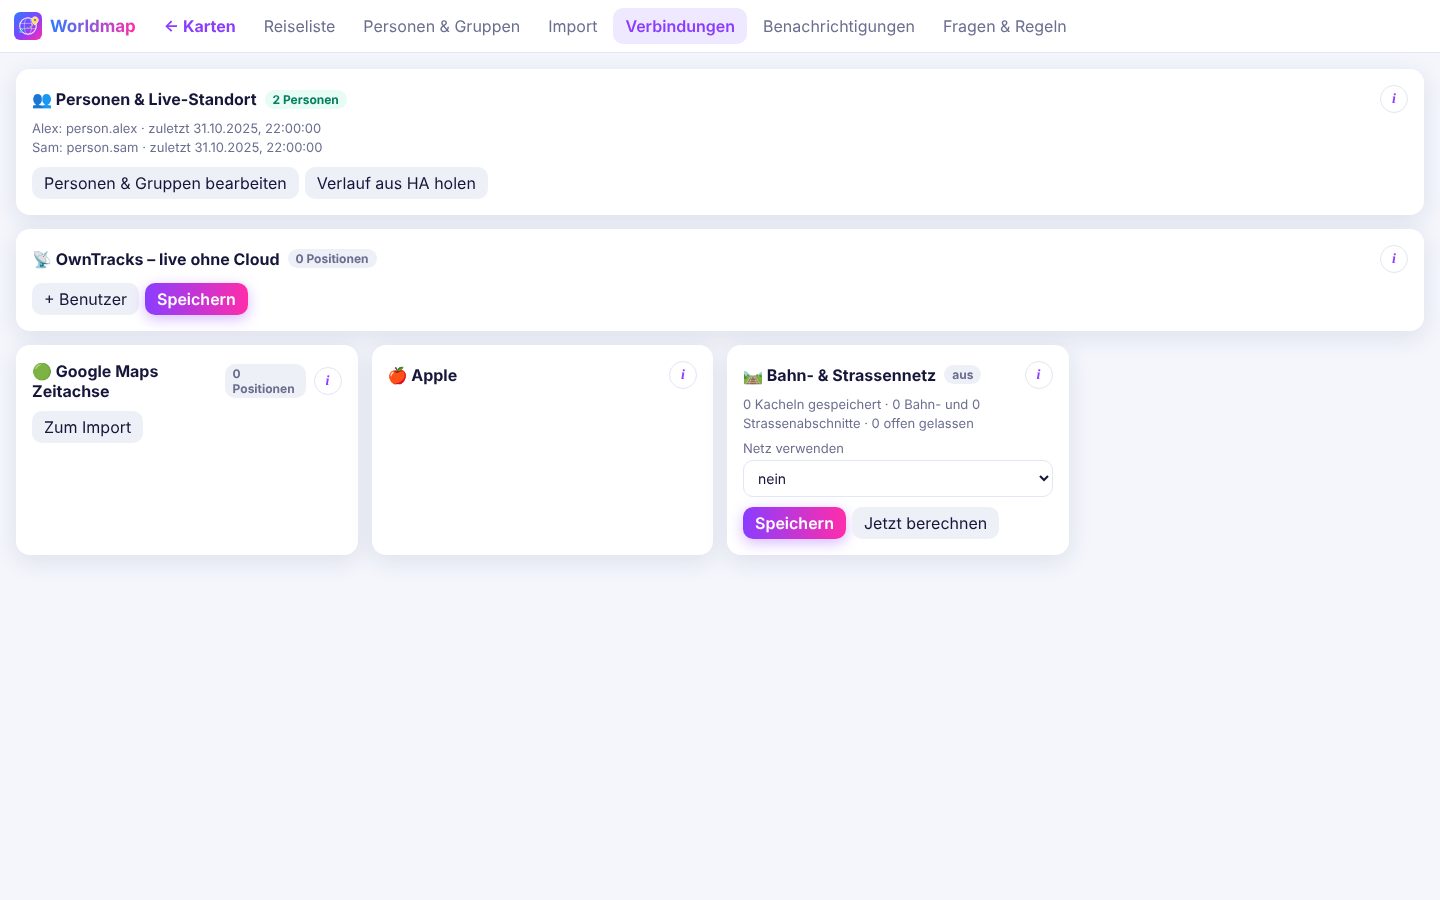 Worldmap ← Karten Reiseliste Personen & Gruppen Import Verbindungen Benachrichtigungen Fragen & Regeln
👥 Personen & Live-Standort 2 Personen i
Alex: person.alex · zuletzt 31.10.2025, 22:00:00
Sam: person.sam · zuletzt 31.10.2025, 22:00:00
Personen & Gruppen bearbeiten Verlauf aus HA holen
📡 OwnTracks – live ohne Cloud 0 Positionen i
+ Benutzer Speichern
🟢 Google Maps
Zeitachse
0
Positionen
i
Zum Import
🍎 Apple i
🛤️ Bahn- & Strassennetz aus i
0 Kacheln gespeichert · 0 Bahn- und 0
Strassenabschnitte · 0 offen gelassen
Netz verwenden
nein
Speichern Jetzt berechnen